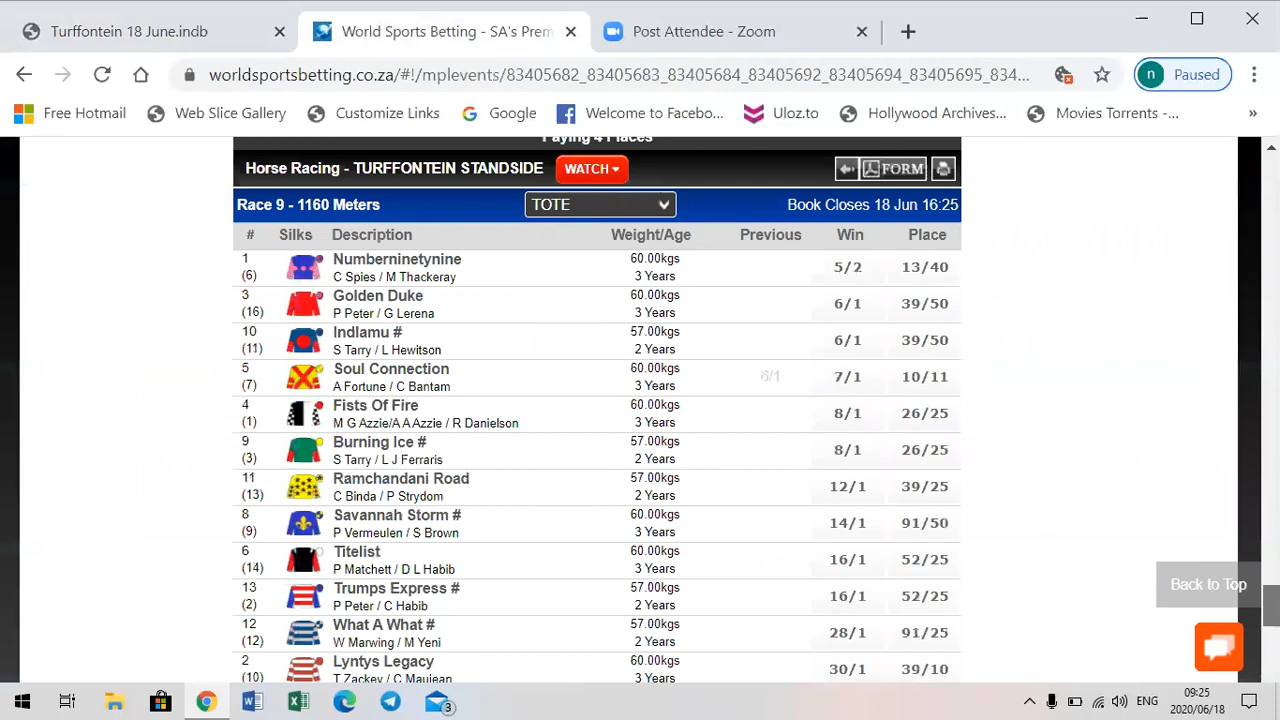 Turffontein 18 June.indb
World Sports Betting - SA's Prem
Post Attendee - Zoom
worldsportsbetting.co.za/#!/mplevents/83405682_83405683_83405684_83405692_83405694_83405695_834...
n Paused
Free Hotmail Web Slice Gallery Customize Links Google Welcome to Facebo... Uloz.to Hollywood Archives... Movies Torrents -... »
Paying 4 Places
Horse Racing - TURFFONTEIN STANDSIDE WATCH FORM
Race 9 - 1160 Meters TOTE Book Closes 18 Jun 16:25
# Silks Description Weight/Age Previous Win Place
1 Numberninetynine 60.00kgs 5/2 13/40
(6) C Spies / M Thackeray 3 Years
3 Golden Duke 60.00kgs 6/1 39/50
(16) P Peter / G Lerena 3 Years
10 Indlamu # 57.00kgs 6/1 39/50
(11) S Tarry / L Hewitson 2 Years
5 Soul Connection 60.00kgs 6/1 7/1 10/11
(7) A Fortune / C Bantam 3 Years
4 Fists Of Fire 60.00kgs 8/1 26/25
(1) M G Azzie/A A Azzie / R Danielson 3 Years
9 Burning Ice # 57.00kgs 8/1 26/25
(3) S Tarry / L J Ferraris 2 Years
11 Ramchandani Road 57.00kgs 12/1 39/25
(13) C Binda / P Strydom 2 Years
8 Savannah Storm # 60.00kgs 14/1 91/50
(9) P Vermeulen / S Brown 3 Years
6 Titelist 60.00kgs 16/1 52/25
(14) P Matchett / D L Habib 3 Years
13 Trumps Express # 57.00kgs 16/1 52/25
(2) P Peter / C Habib 2 Years
12 What A What # 57.00kgs 28/1 91/25
(12) W Marwing / M Yeni 2 Years
2 Lyntys Legacy 60.00kgs 30/1 39/10
(10) T Zackey / C Maujean 3 Years
Back to Top
3
ENG
09:25
2020/06/18